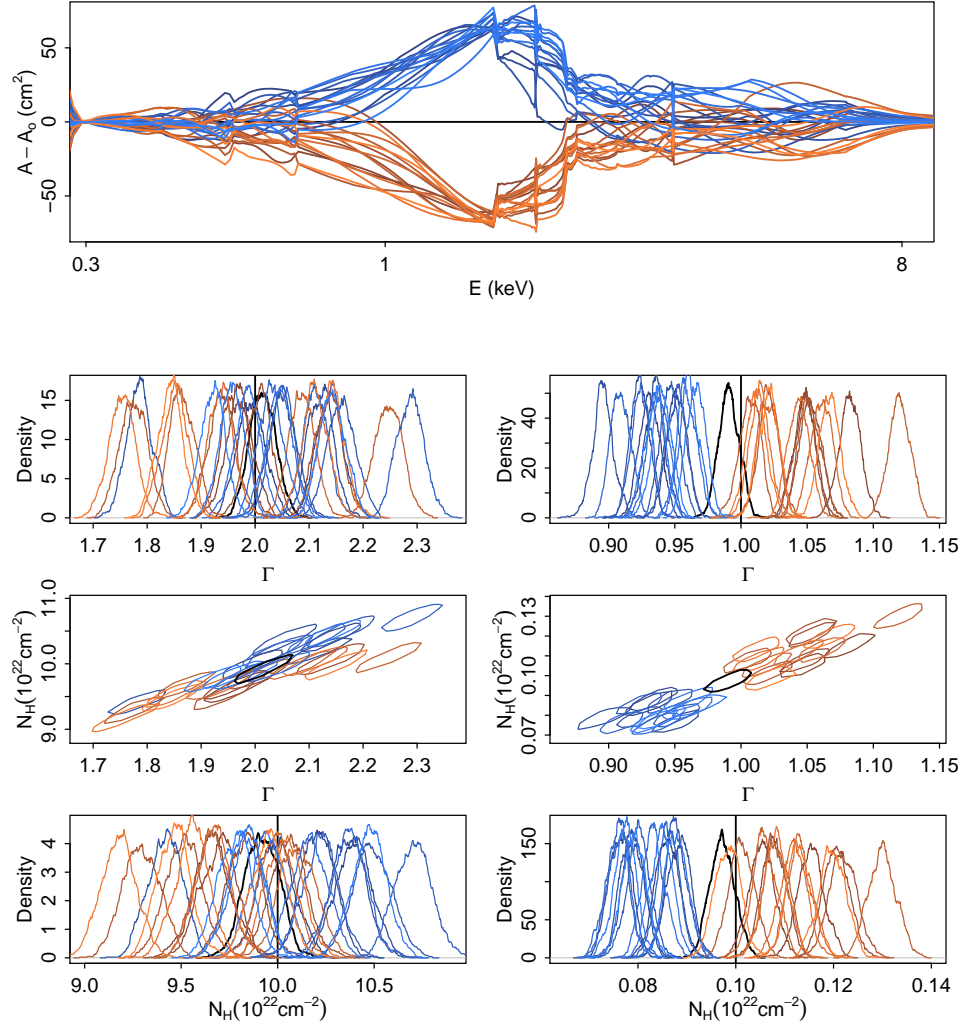 A − Aₒ (cm²)
50
0
−50
0.3 1 8
E (keV)
Density
15
10
5
0
1.7 1.8 1.9 2.0 2.1 2.2 2.3
Γ
Density
40
20
0
0.90 0.95 1.00 1.05 1.10 1.15
Γ
N_H(10²²cm⁻²)
11.0
10.0
9.0
1.7 1.8 1.9 2.0 2.1 2.2 2.3
Γ
N_H(10²²cm⁻²)
0.13
0.10
0.07
0.90 0.95 1.00 1.05 1.10 1.15
Γ
Density
4
3
2
1
0
9.0 9.5 10.0 10.5
N_H(10²²cm⁻²)
Density
150
50
0
0.08 0.10 0.12 0.14
N_H(10²²cm⁻²)